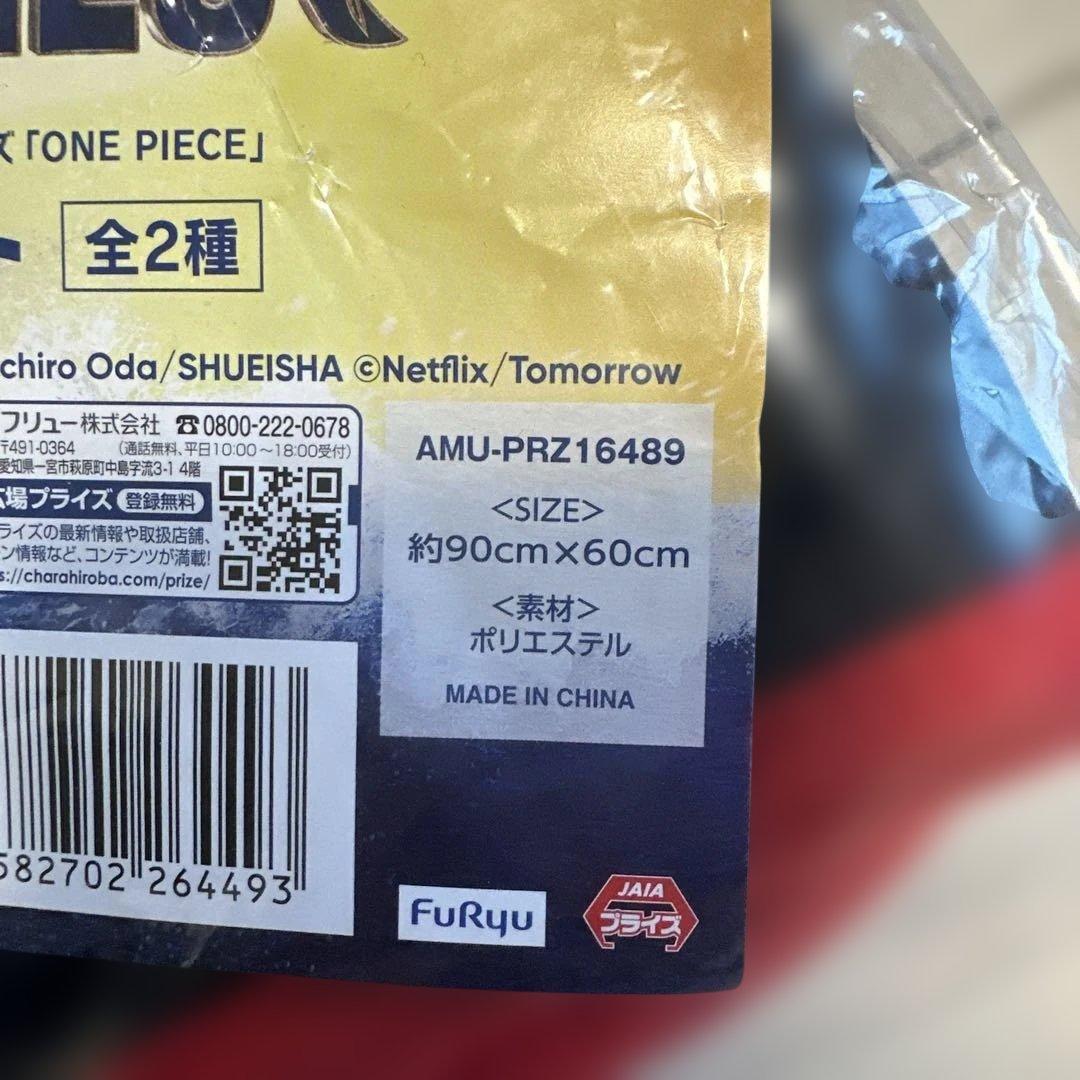 「ONE PIECE」
ト
全2種
chiro Oda/SHUEISHA ©Netflix/Tomorrow
フリュー株式会社 ☎0800-222-0678
〒491-0364 (通話無料、平日10:00～18:00受付)
愛知県一宮市萩原町中島字流3-1 4階
広場プライズ 登録無料
ライズの最新情報や取扱店舗、
ン情報など、コンテンツが満載!
s://charahiroba.com/prize/
AMU-PRZ16489
<SIZE>
約90cm×60cm
<素材>
ポリエステル
MADE IN CHINA
582702 264493
FuRyu
JAIA
プライズ